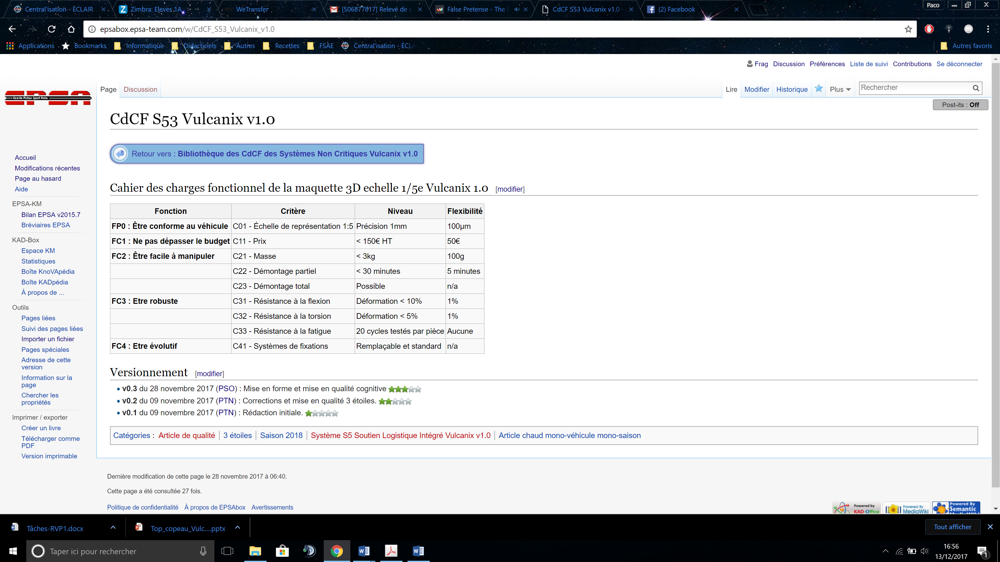 Central'isation - ÉCLAIR
Zimbra: Eleves 1A
WeTransfer
[506877817] Relevé de c
False Pretense - The
CdCF S53 Vulcanix v1.0
(2) Facebook
Paco
epsabox.epsa-team.com/w/CdCF_S53_Vulcanix_v1.0
Applications Bookmarks Informatique Didacticiels Autres Recettes FSAE Central'isation - ÉCLA Autres favoris
Frag Discussion Préférences Liste de suivi Contributions Se déconnecter
EPSA
Ecurie Piston Sport Auto
Page Discussion Lire Modifier Historique Plus Rechercher
Post-its : Off
CdCF S53 Vulcanix v1.0
Retour vers : Bibliothèque des CdCF des Systèmes Non Critiques Vulcanix v1.0
Accueil
Modifications récentes
Page au hasard
Aide
EPSA-KM
Bilan EPSA v2015.7
Bréviaires EPSA
KAD-Box
Espace KM
Statistiques
Boîte KnoVApédia
Boîte KADpédia
À propos de ...
Outils
Pages liées
Suivi des pages liées
Importer un fichier
Pages spéciales
Adresse de cette
version
Information sur la
page
Chercher les
propriétés
Imprimer / exporter
Créer un livre
Télécharger comme
PDF
Version imprimable
Cahier des charges fonctionnel de la maquette 3D echelle 1/5e Vulcanix 1.0 [modifier]
Fonction Critère Niveau Flexibilité
FP0 : Être conforme au véhicule C01 - Échelle de représentation 1:5 Précision 1mm 100µm
FC1 : Ne pas dépasser le budget C11 - Prix < 150€ HT 50€
FC2 : Être facile à manipuler C21 - Masse < 3kg 100g
C22 - Démontage partiel < 30 minutes 5 minutes
C23 - Démontage total Possible n/a
FC3 : Etre robuste C31 - Résistance à la flexion Déformation < 10% 1%
C32 - Résistance à la torsion Déformation < 5% 1%
C33 - Résistance à la fatigue 20 cycles testés par pièce Aucune
FC4 : Etre évolutif C41 - Systèmes de fixations Remplaçable et standard n/a
Versionnement [modifier]
v0.3 du 28 novembre 2017 (PSO) : Mise en forme et mise en qualité cognitive
v0.2 du 09 novembre 2017 (PTN) : Corrections et mise en qualité 3 étoiles.
v0.1 du 09 novembre 2017 (PTN) : Rédaction initiale.
Catégories : Article de qualité | 3 étoiles | Saison 2018 | Système S5 Soutien Logistique Intégré Vulcanix v1.0 | Article chaud mono-véhicule mono-saison
Dernière modification de cette page le 28 novembre 2017 à 06:40.
Cette page a été consultée 27 fois.
Politique de confidentialité À propos de EPSAbox Avertissements
Powered by
KAD-Office
Powered By
MediaWiki
Powered By
Semantic
Tâches-RVP1.docx
Top_copeau_Vulc....pptx
Tout afficher
Taper ici pour rechercher
16:56
13/12/2017
1